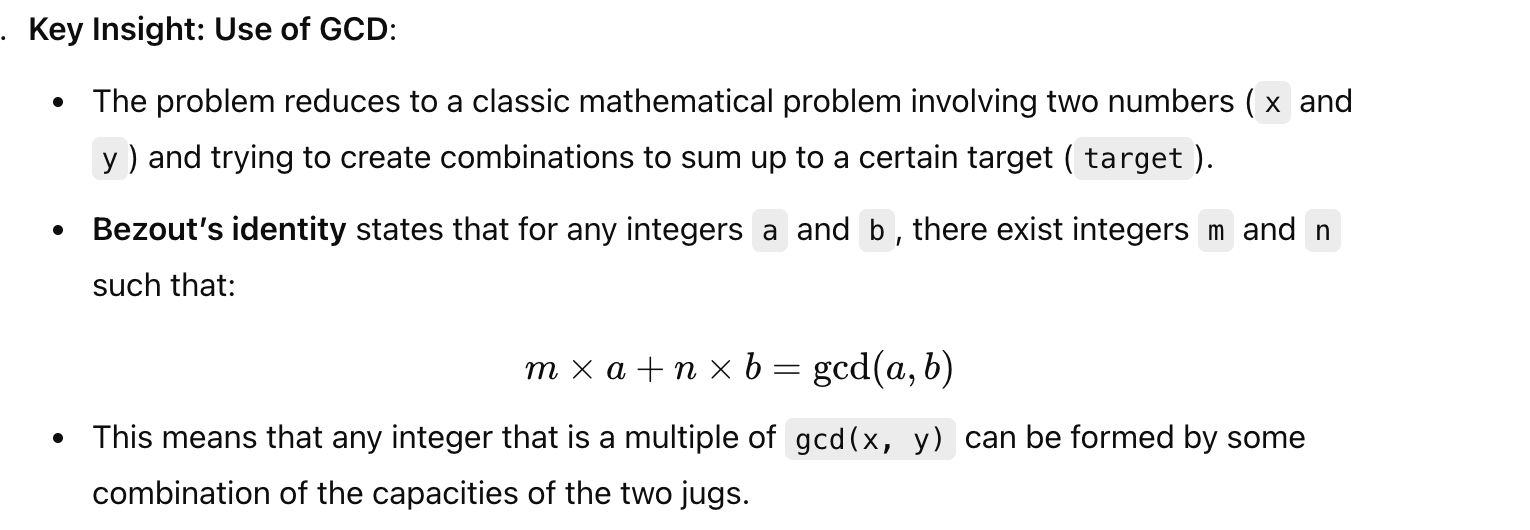 . Key Insight: Use of GCD:
• The problem reduces to a classic mathematical problem involving two numbers ( x and
y ) and trying to create combinations to sum up to a certain target ( target ).
• Bezout’s identity states that for any integers a and b , there exist integers m and n
such that:
m × a + n × b = gcd(a, b)
• This means that any integer that is a multiple of gcd(x, y) can be formed by some
combination of the capacities of the two jugs.